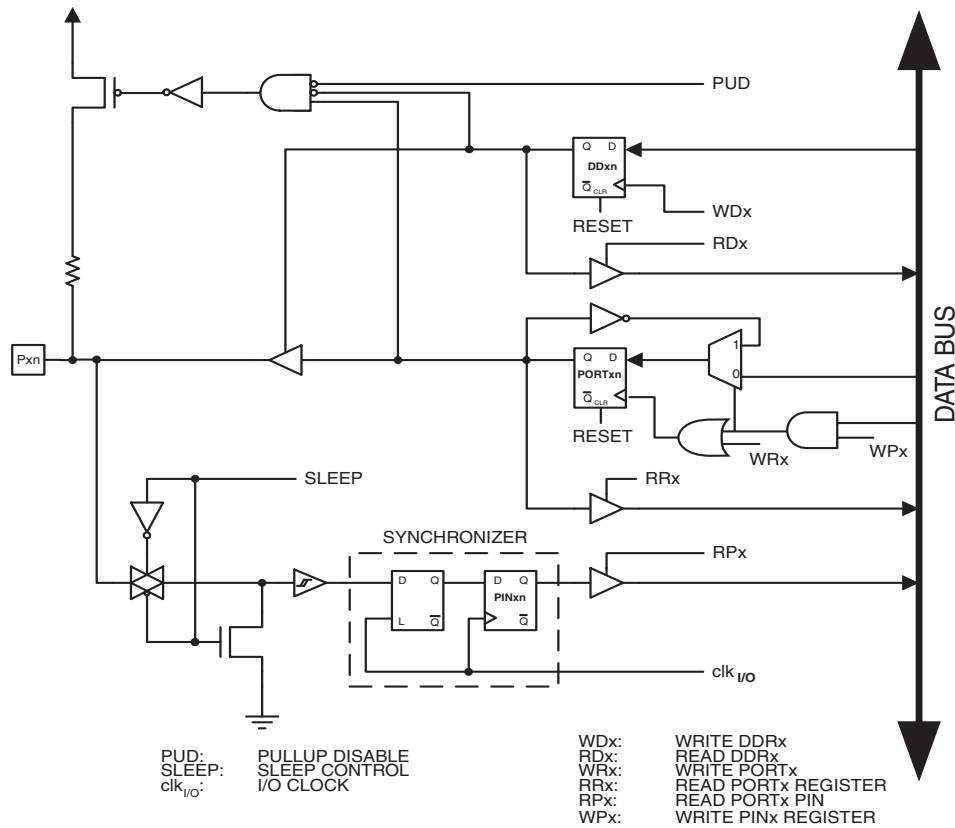 PUD
Q D
DDxn
Q CLR
WDx
RESET
RDx
Pxn
1
Q D
PORTxn
0
Q CLR
RESET
WRx
WPx
DATA BUS
SLEEP
RRx
SYNCHRONIZER
RPx
D Q
D Q
PINxn
L Q
Q
clk I/O
PUD: PULLUP DISABLE
SLEEP: SLEEP CONTROL
clkI/O: I/O CLOCK
WDx: WRITE DDRx
RDx: READ DDRx
WRx: WRITE PORTx
RRx: READ PORTx REGISTER
RPx: READ PORTx PIN
WPx: WRITE PINx REGISTER